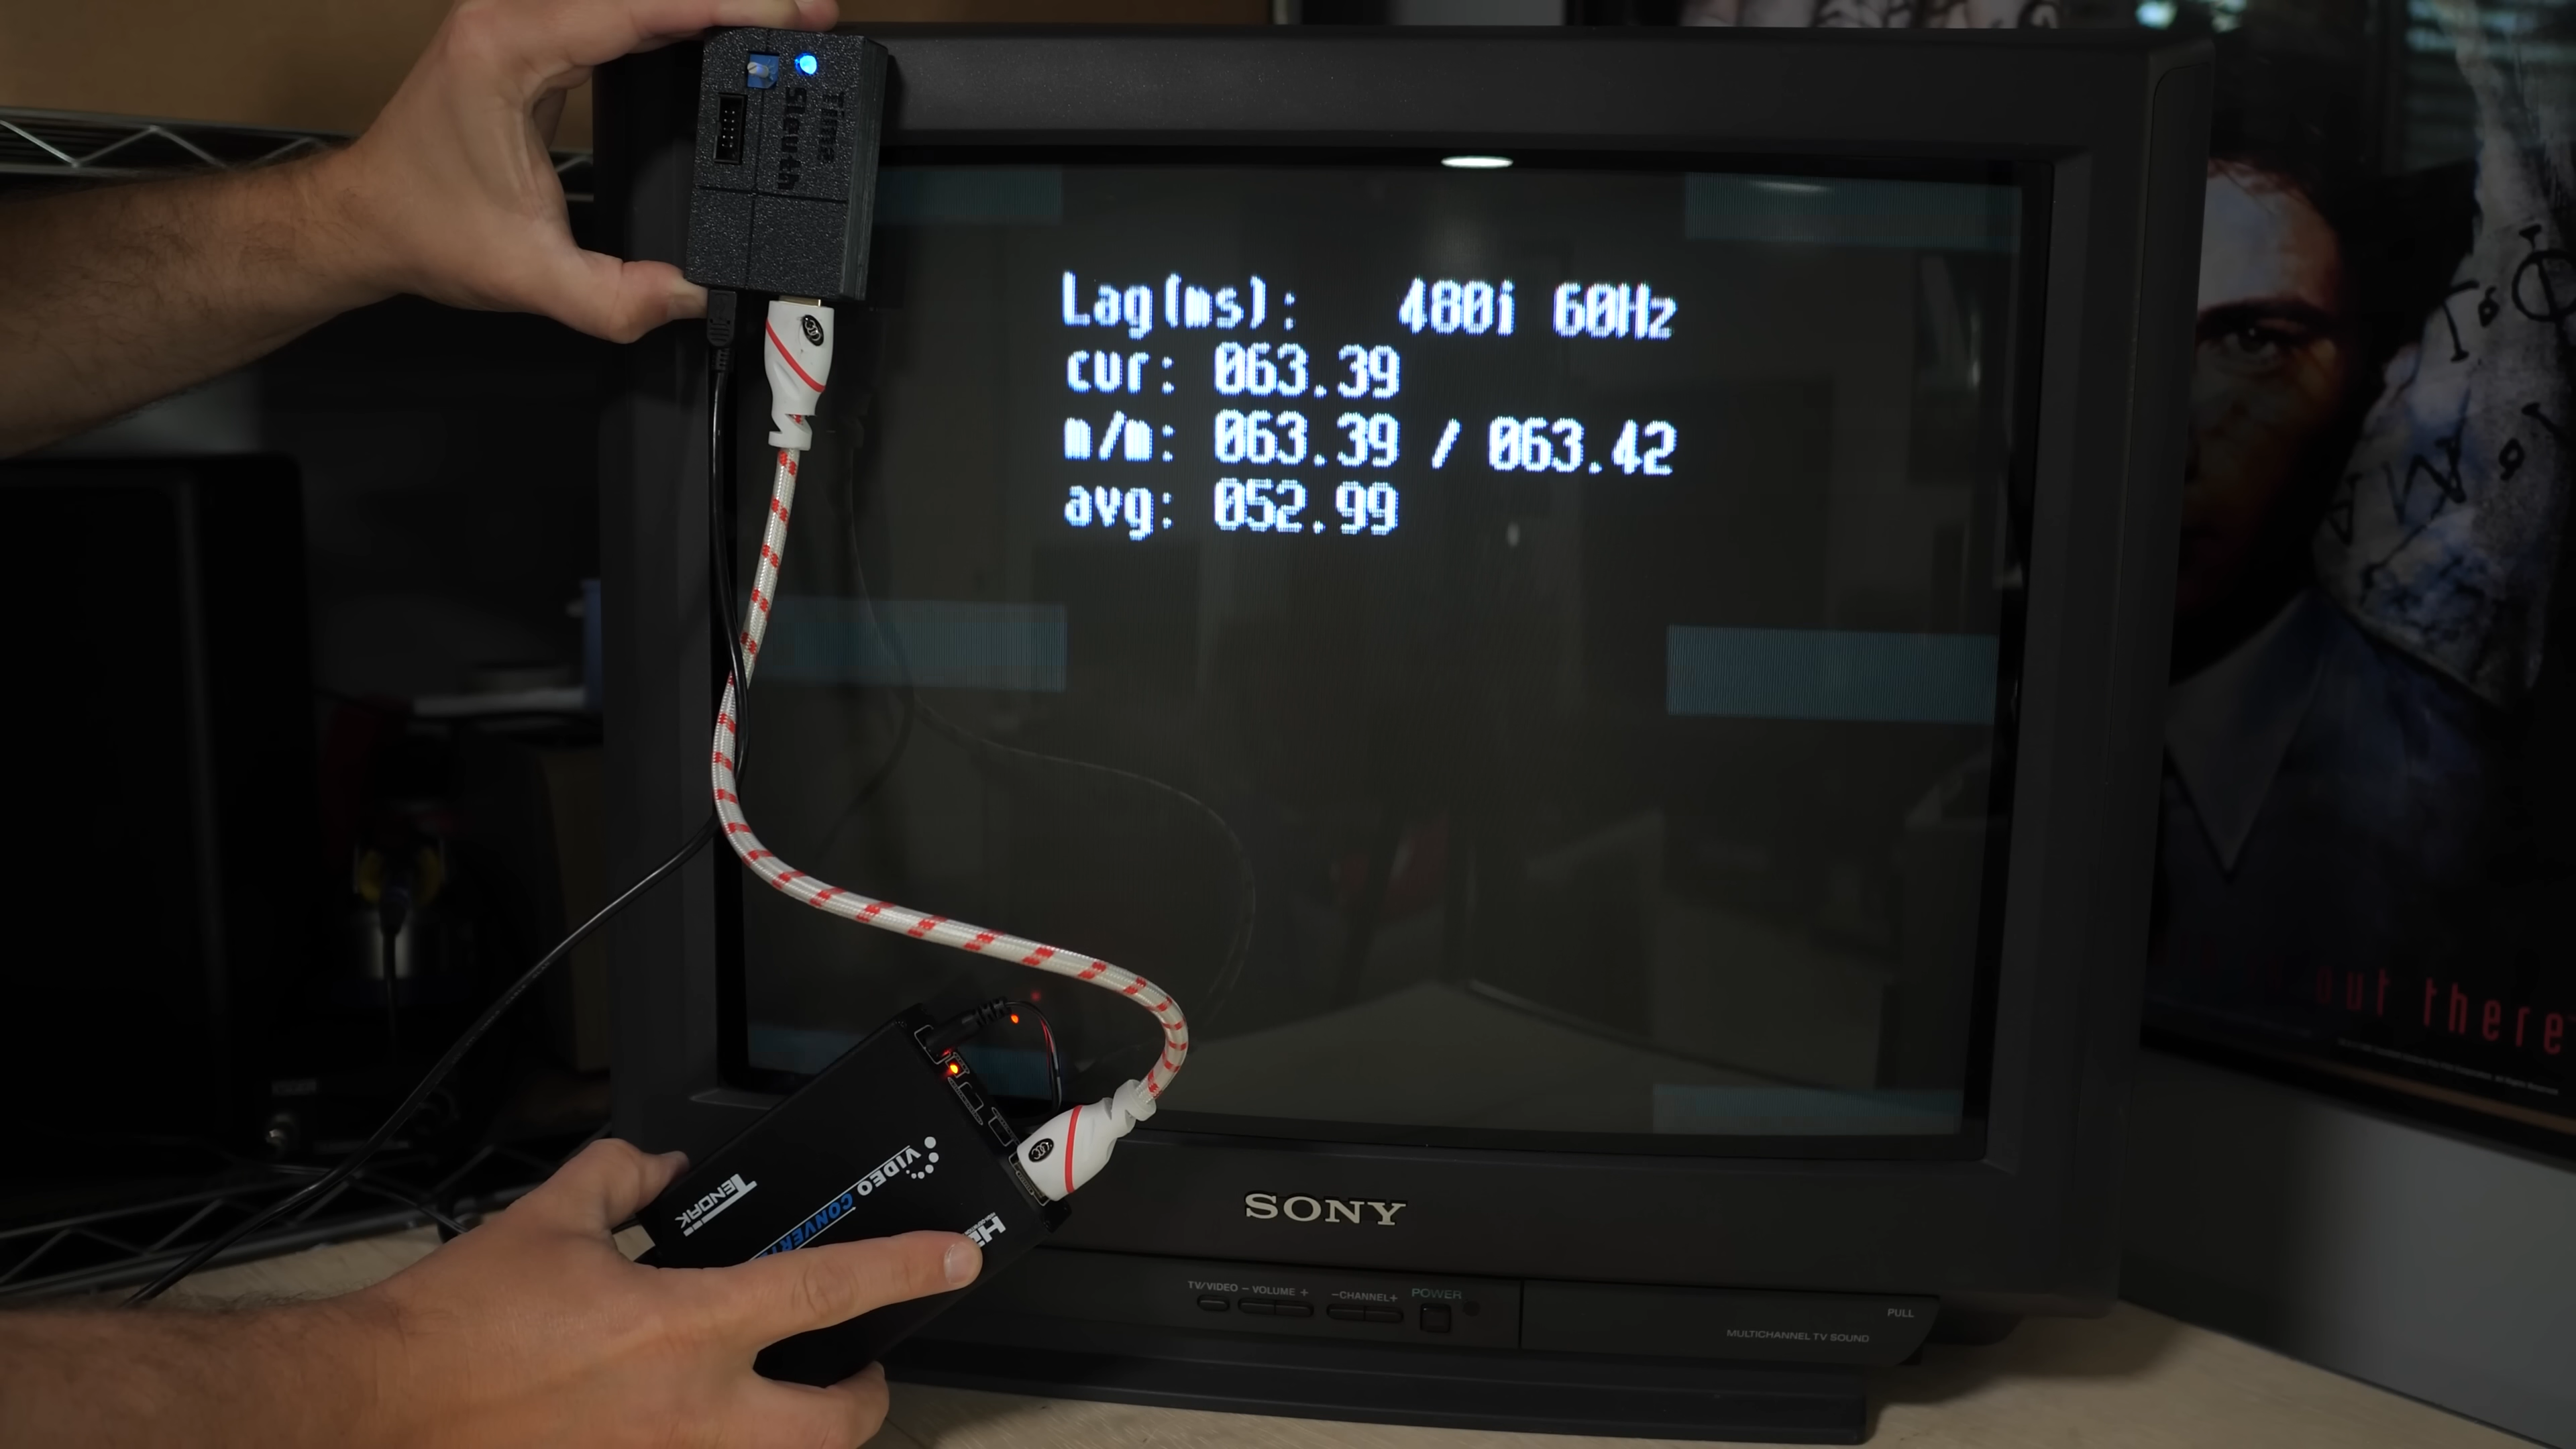 Time
Sleuth
Lag(ms): 480i 60Hz
cur: 063.39
m/m: 063.39 / 063.42
avg: 052.99
TENDAK
VIDEO
SONY
TV/VIDEO − VOLUME + −CHANNEL+ POWER
PULL
MULTICHANNEL TV SOUND
out there